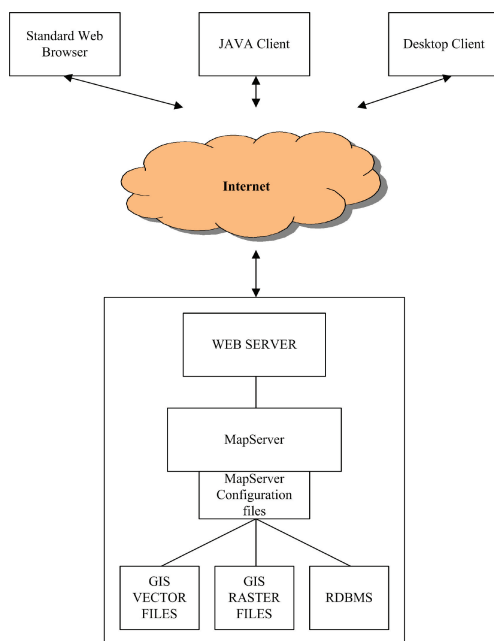 Standard Web
Browser
JAVA Client
Desktop Client
Internet
WEB SERVER
MapServer
MapServer
Configuration
files
GIS
VECTOR
FILES
GIS
RASTER
FILES
RDBMS